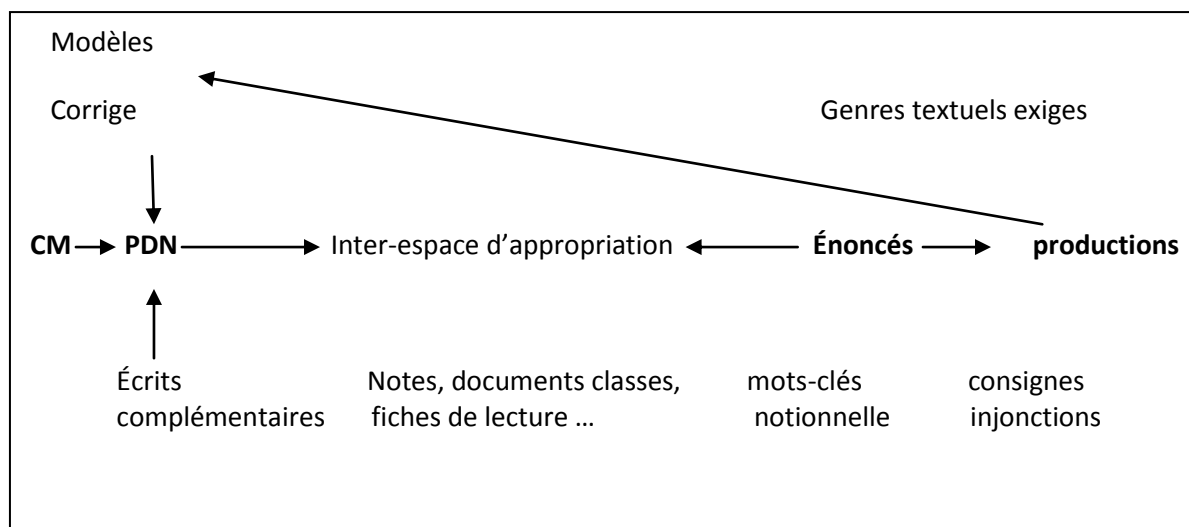 Modèles
Corrige Genres textuels exiges
CM PDN Inter-espace d’appropriation Énoncés productions
Écrits Notes, documents classes, mots-clés consignes
complémentaires fiches de lecture … notionnelle injonctions